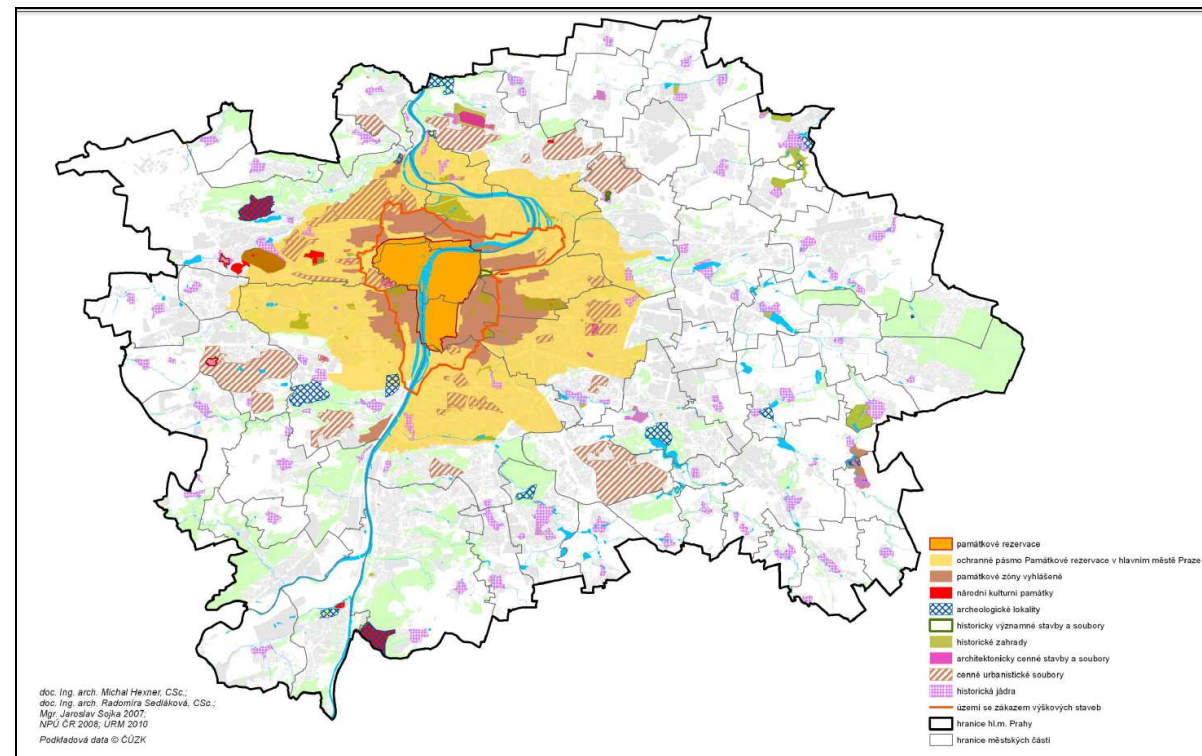 památkové rezervace
ochranné pásmo Památkové rezervace v hlavním městě Praze
památkové zóny vyhlášené
národní kulturní památky
archeologické lokality
historicky významné stavby a soubory
historické zahrady
architektonicky cenné stavby a soubory
cenné urbanistické soubory
historická jádra
území se zákazem výškových staveb
hranice hl.m. Prahy
hranice městských částí
doc. Ing. arch. Michal Hexner, CSc.;
doc. Ing. arch. Radomíra Sedláková, CSc.;
Mgr. Jaroslav Sojka 2007;
NPÚ ČR 2008; URM 2010
Podkladová data © ČÚZK